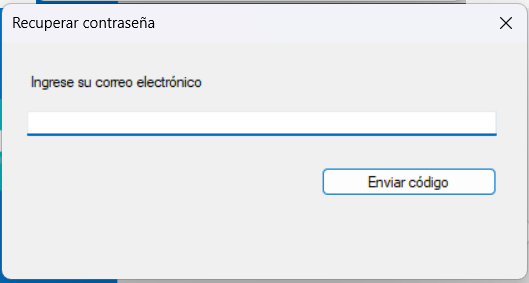 Recuperar contraseña
Ingrese su correo electrónico
Enviar código